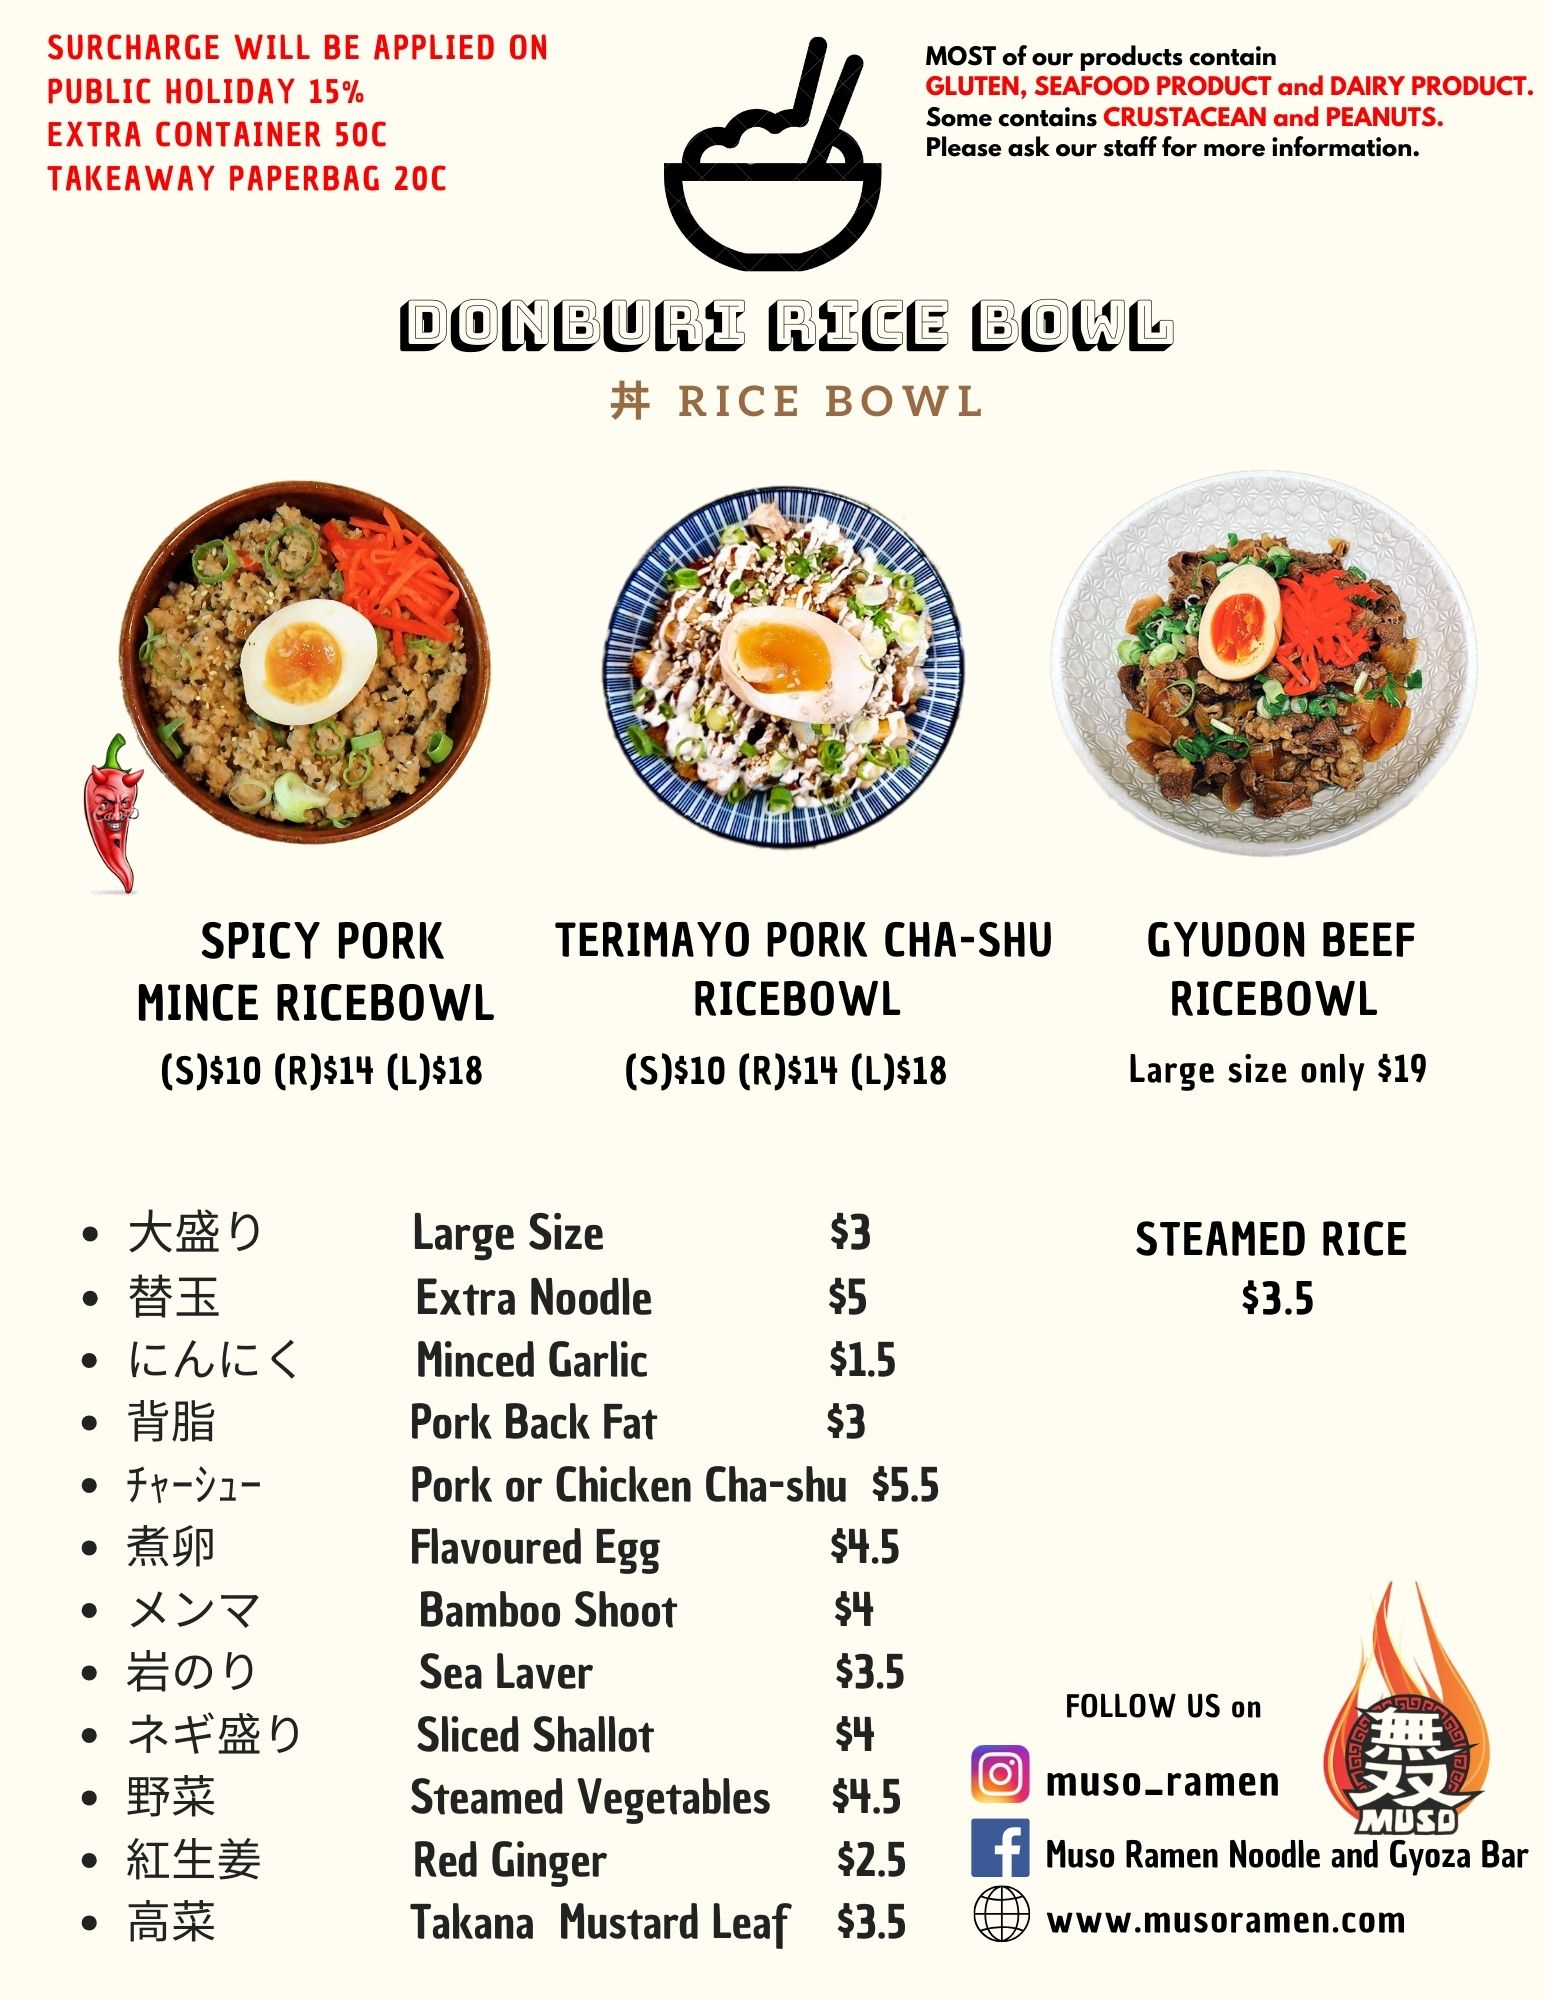 SURCHARGE WILL BE APPLIED ON
PUBLIC HOLIDAY 15%
EXTRA CONTAINER 50C
TAKEAWAY PAPERBAG 20C
MOST of our products contain
GLUTEN, SEAFOOD PRODUCT and DAIRY PRODUCT.
Some contains CRUSTACEAN and PEANUTS.
Please ask our staff for more information.
DONBURI RICE BOWL
丼 RICE BOWL
Canva
SPICY PORK
MINCE RICEBOWL
(S)$10 (R)$14 (L)$18
TERIMAYO PORK CHA-SHU
RICEBOWL
(S)$10 (R)$14 (L)$18
GYUDON BEEF
RICEBOWL
Large size only $19
• 大盛り Large Size $3
• 替玉 Extra Noodle $5
• にんにく Minced Garlic $1.5
• 背脂 Pork Back Fat $3
• ﾁｬｰｼｭｰ Pork or Chicken Cha-shu $5.5
• 煮卵 Flavoured Egg $4.5
• メンマ Bamboo Shoot $4
• 岩のり Sea Laver $3.5
• ネギ盛り Sliced Shallot $4
• 野菜 Steamed Vegetables $4.5
• 紅生姜 Red Ginger $2.5
• 高菜 Takana Mustard Leaf $3.5
STEAMED RICE
$3.5
FOLLOW US on
muso_ramen
Muso Ramen Noodle and Gyoza Bar
www.musoramen.com
無双
MUSO